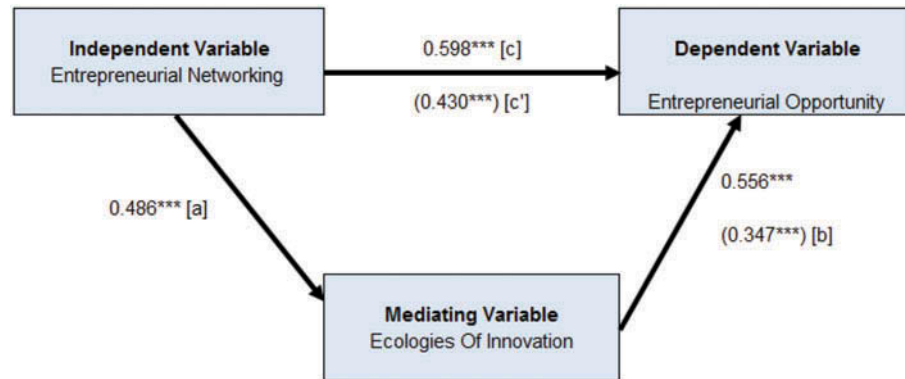 Independent Variable
Entrepreneurial Networking
0.598*** [c]
(0.430***) [c']
Dependent Variable
Entrepreneurial Opportunity
0.486*** [a]
0.556***
(0.347***) [b]
Mediating Variable
Ecologies Of Innovation